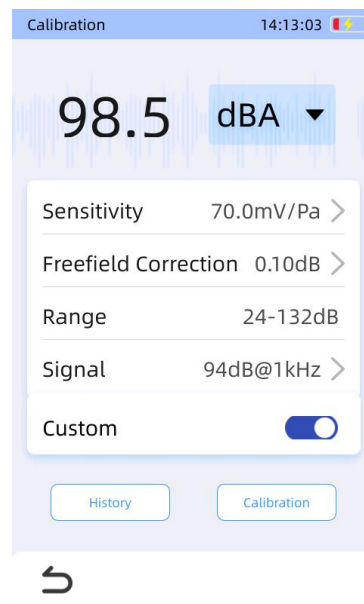 Calibration 14:13:03
98.5 dBA
Sensitivity 70.0mV/Pa
Freefield Correction 0.10dB
Range 24-132dB
Signal 94dB@1kHz
Custom
History Calibration